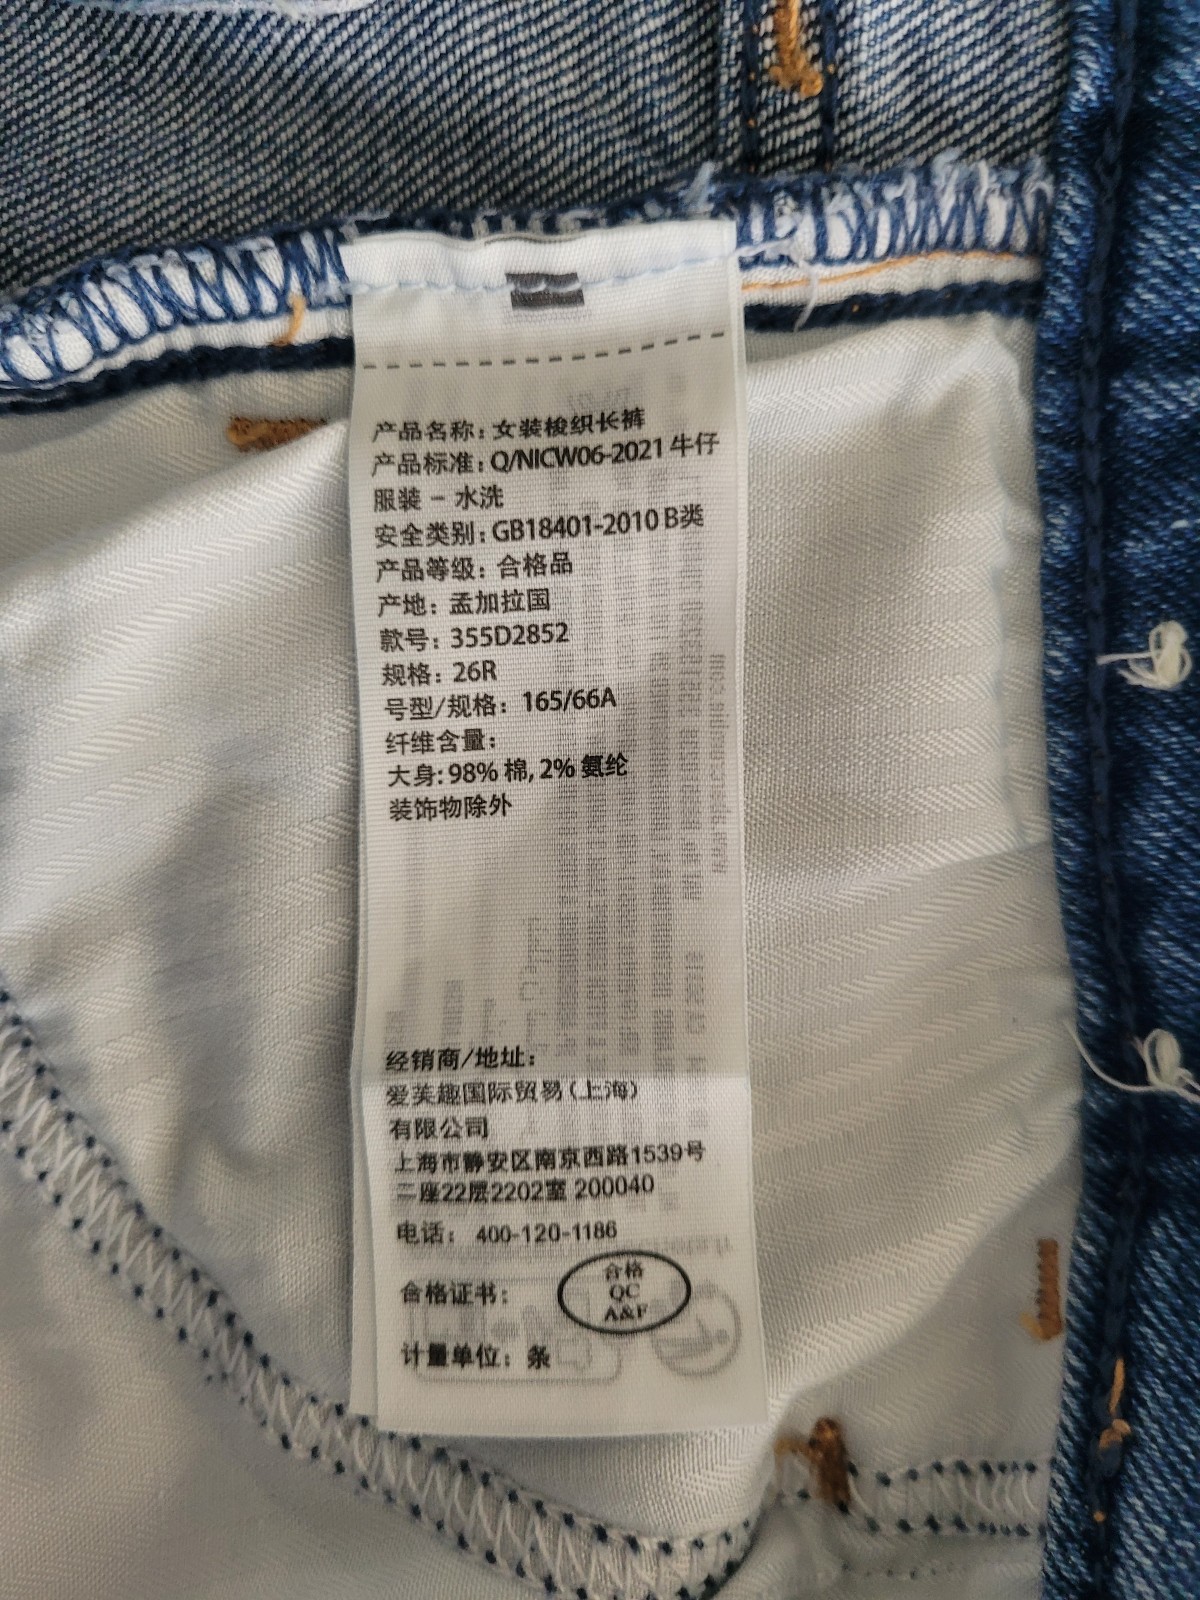 产品名称: 女装梭织长裤
产品标准: Q/NICW06-2021 牛仔
服装 - 水洗
安全类别: GB18401-2010 B类
产品等级: 合格品
产地: 孟加拉国
款号: 355D2852
规格: 26R
号型/规格: 165/66A
纤维含量:
大身: 98% 棉, 2% 氨纶
装饰物除外
经销商/地址:
爱芙趣国际贸易(上海)
有限公司
上海市静安区南京西路1539号
二座22层2202室 200040
电话: 400-120-1186
合格证书:
合格
QC
A&F
计量单位: 条